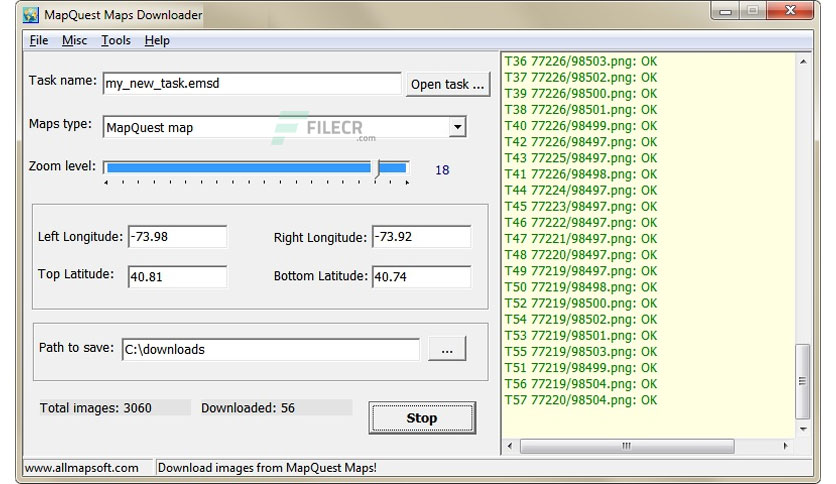 MapQuest Maps Downloader
File Misc Tools Help
Task name: my_new_task.emsd Open task ...
Maps type: MapQuest map
FILECR
.com
Zoom level: 18
Left Longitude: -73.98 Right Longitude: -73.92
Top Latitude: 40.81 Bottom Latitude: 40.74
Path to save: C:\downloads ...
Total images: 3060 Downloaded: 56 Stop
T36 77226/98503.png: OK
T37 77226/98502.png: OK
T39 77226/98500.png: OK
T38 77226/98501.png: OK
T40 77226/98499.png: OK
T42 77226/98497.png: OK
T43 77225/98497.png: OK
T41 77226/98498.png: OK
T44 77224/98497.png: OK
T45 77223/98497.png: OK
T46 77222/98497.png: OK
T47 77221/98497.png: OK
T48 77220/98497.png: OK
T49 77219/98497.png: OK
T50 77219/98498.png: OK
T52 77219/98500.png: OK
T54 77219/98502.png: OK
T53 77219/98501.png: OK
T55 77219/98503.png: OK
T51 77219/98499.png: OK
T56 77219/98504.png: OK
T57 77220/98504.png: OK
www.allmapsoft.com Download images from MapQuest Maps!